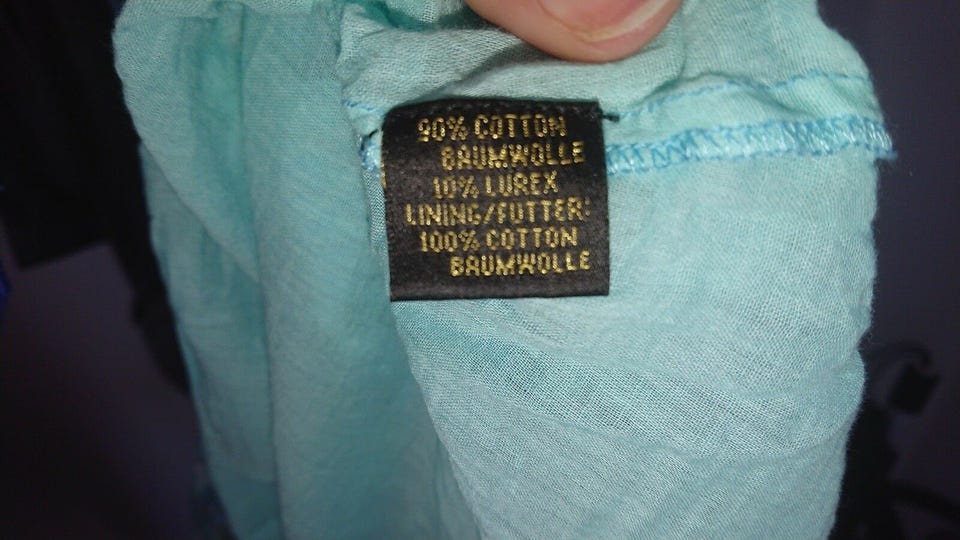 90% COTTON
BAUMWOLLE
10% LUREX
LINING/FUTTER:
100% COTTON
BAUMWOLLE